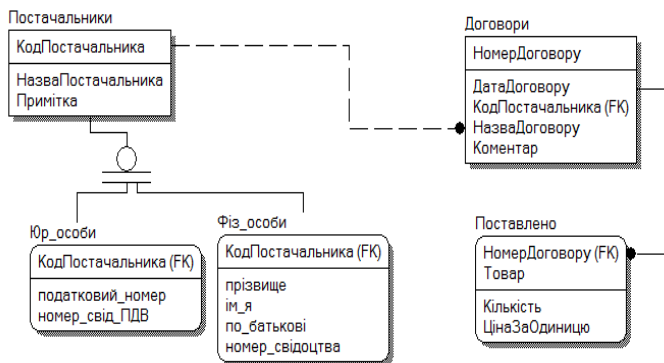 Постачальники
КодПостачальника
НазваПостачальника
Примітка
Договори
НомерДоговору
ДатаДоговору
КодПостачальника (FK)
НазваДоговору
Коментар
Юр_особи
КодПостачальника (FK)
податковий_номер
номер_свід_ПДВ
Фіз_особи
КодПостачальника (FK)
прізвище
ім_я
по_батькові
номер_свідоцтва
Поставлено
НомерДоговору (FK)
Товар
Кількість
ЦінаЗаОдиницю